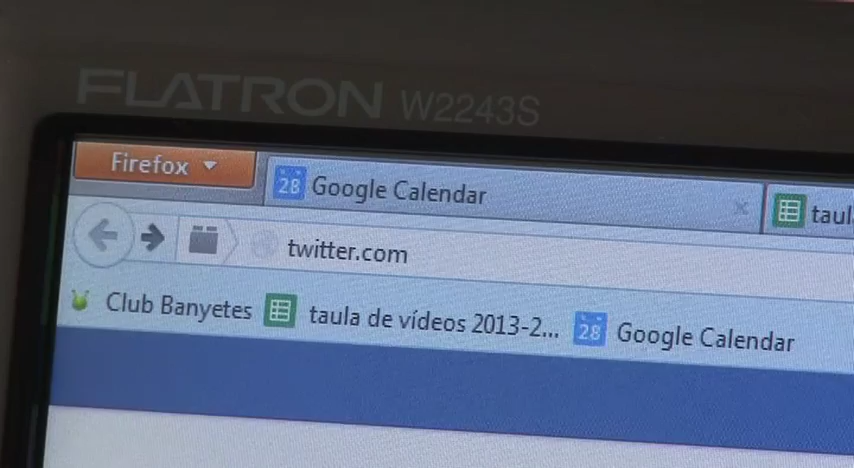 FLATRON W2243S
Firefox
28 Google Calendar
taul
twitter.com
Club Banyetes
taula de vídeos 2013-2...
28 Google Calendar